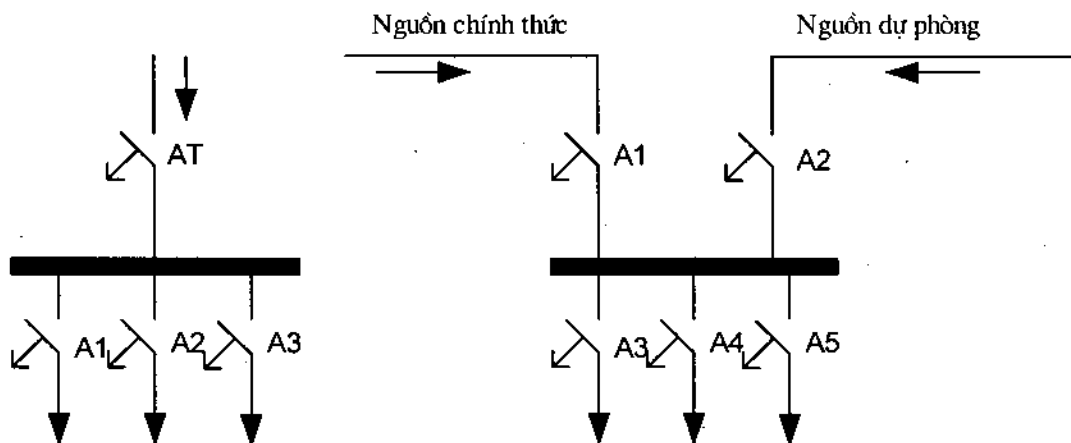 Nguồn chính thức
Nguồn dự phòng
AT
A1
A2
A1
A2
A3
A3
A4
A5